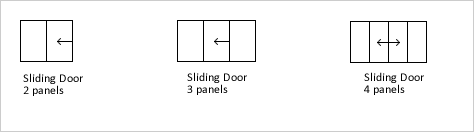 Sliding Door
2 panels
Sliding Door
3 panels
Sliding Door
4 panels